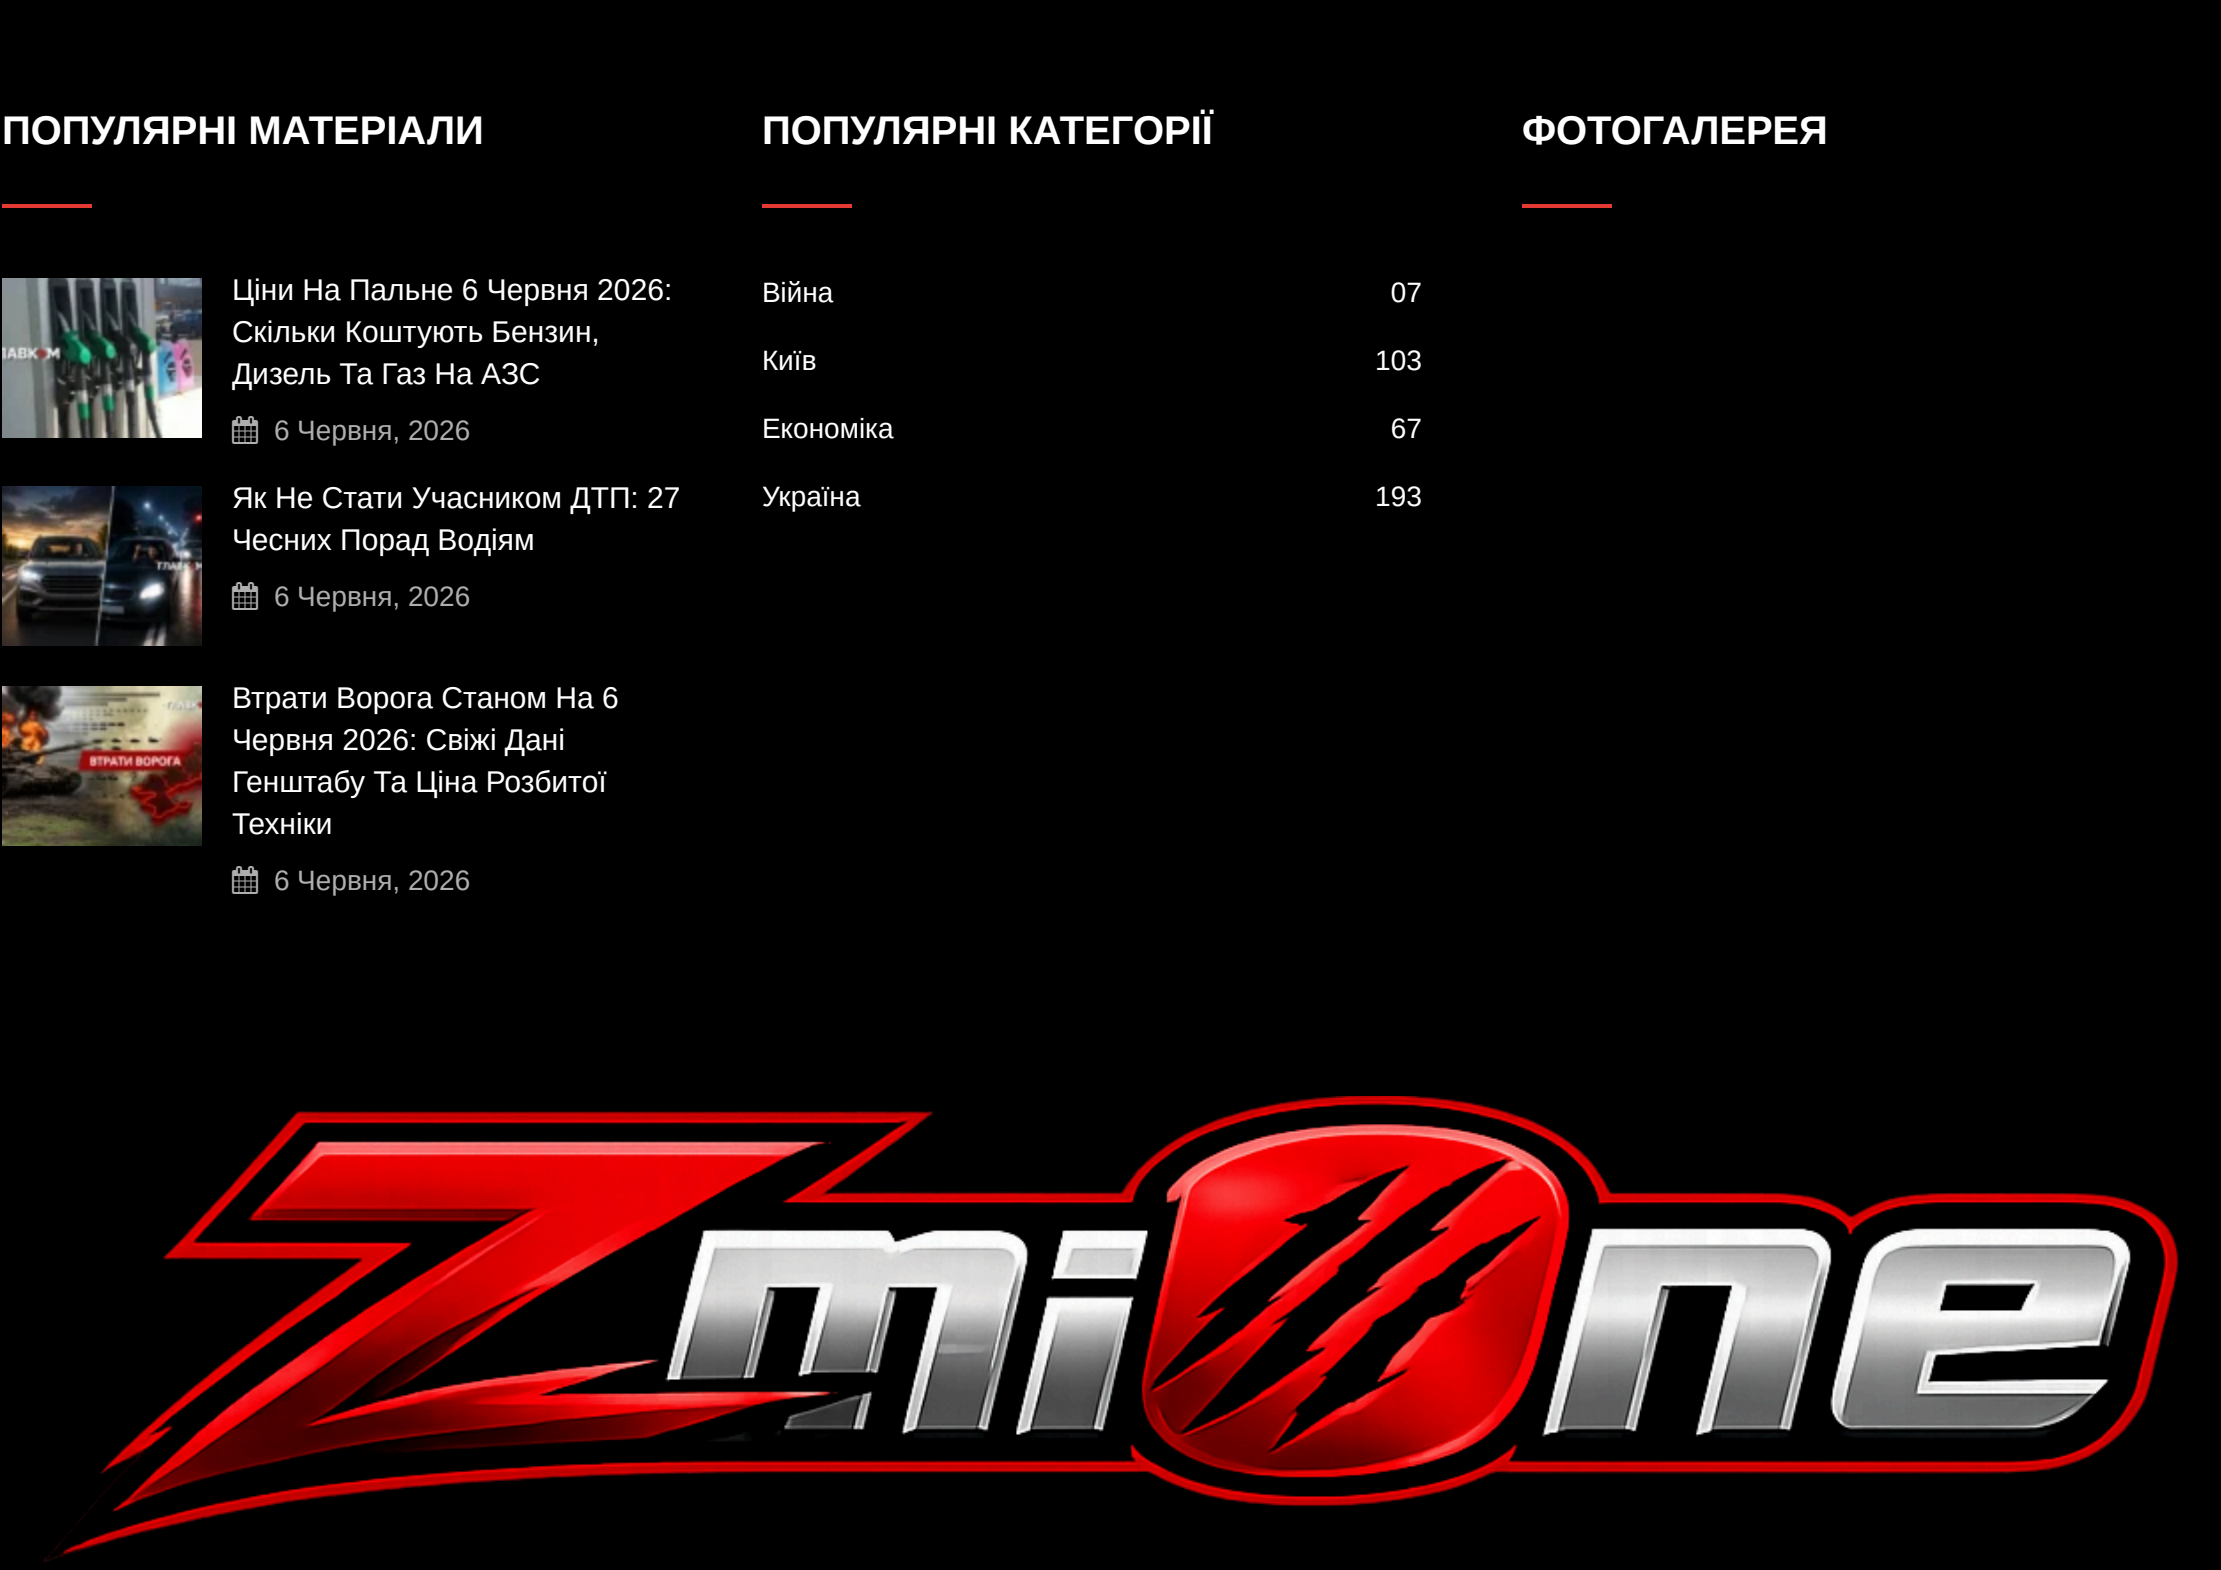 ПОПУЛЯРНІ МАТЕРІАЛИ
Ціни На Пальне 6 Червня 2026:
Скільки Коштують Бензин,
Дизель Та Газ На АЗС
6 Червня, 2026
Як Не Стати Учасником ДТП: 27
Чесних Порад Водіям
6 Червня, 2026
ВТРАТИ ВОРОГА
Втрати Ворога Станом На 6
Червня 2026: Свіжі Дані
Генштабу Та Ціна Розбитої
Техніки
6 Червня, 2026
ПОПУЛЯРНІ КАТЕГОРІЇ
Війна 07
Київ 103
Економіка 67
Україна 193
ФОТОГАЛЕРЕЯ
ZmiOne